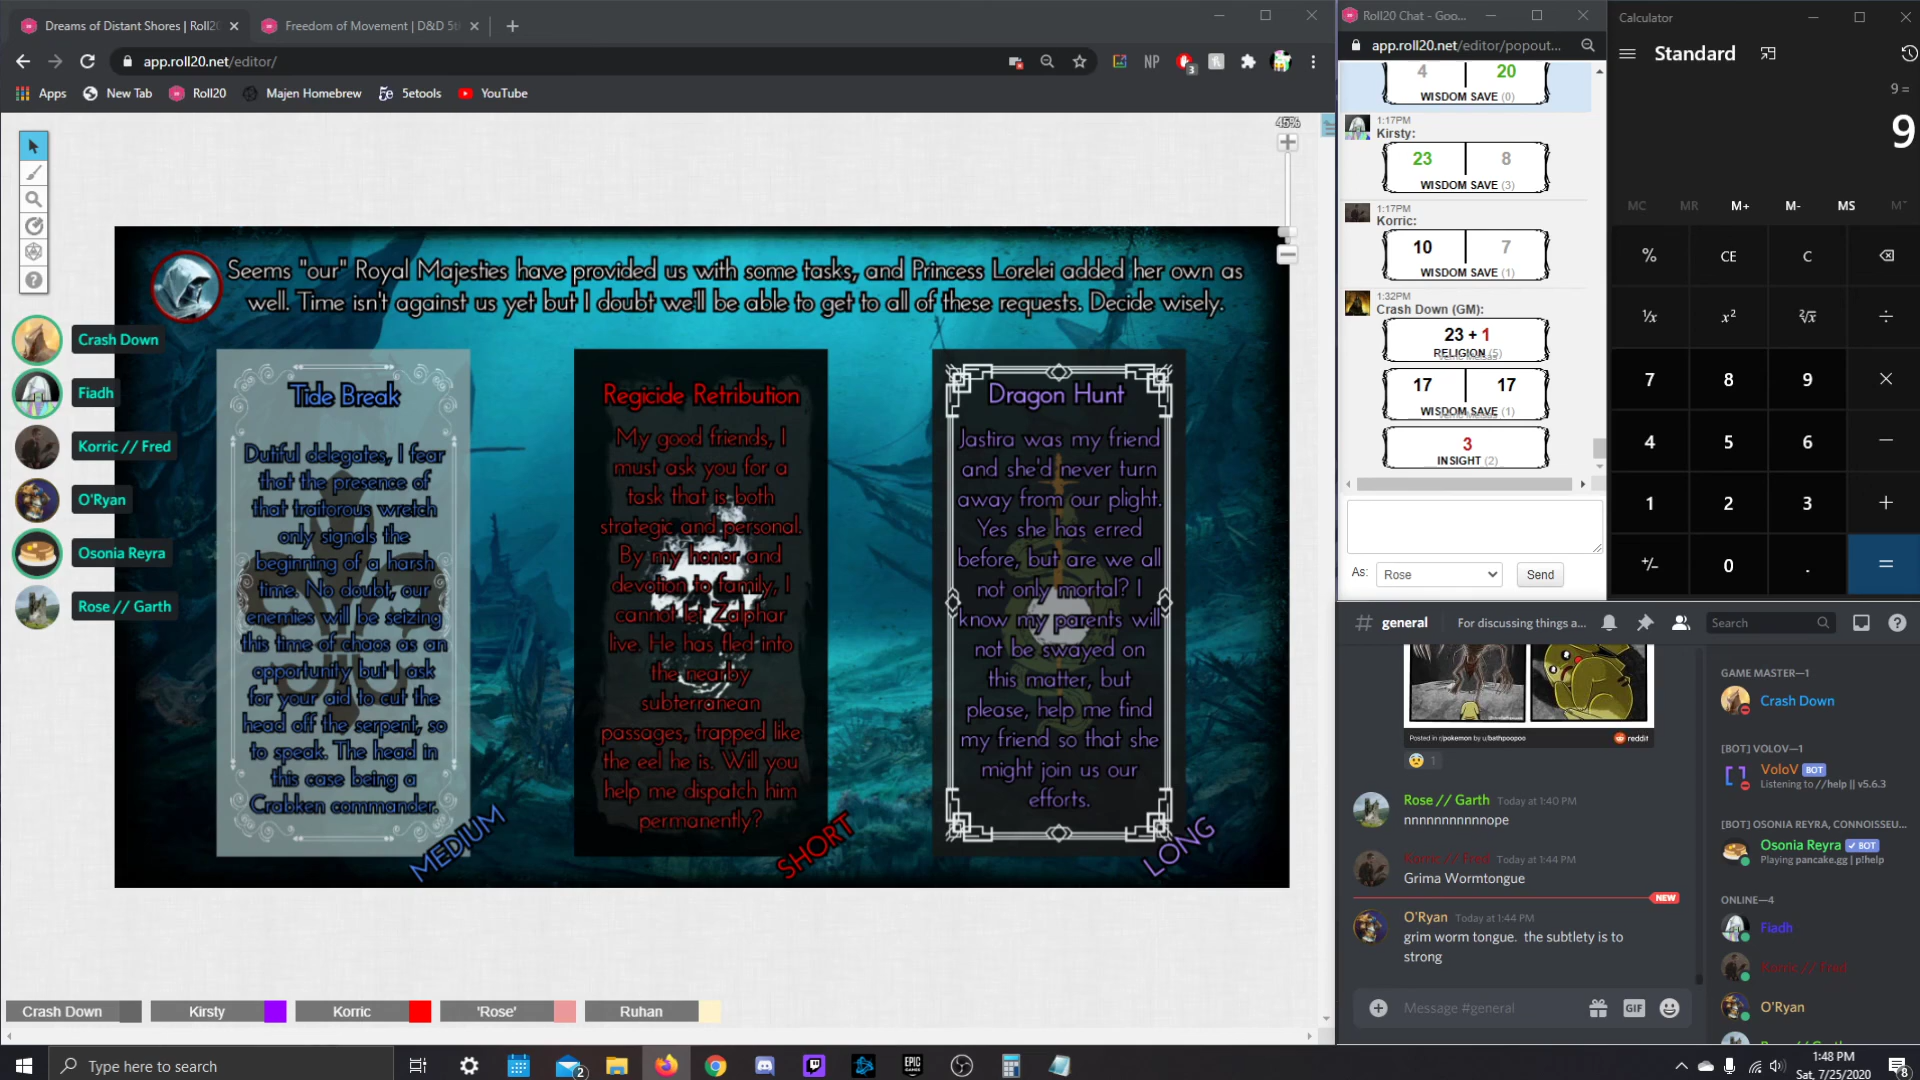 Dreams of Distant Shores | Roll20
Freedom of Movement | D&D 5th
app.roll20.net/editor/
NP
3
Apps
New Tab
Roll20
Majen Homebrew
5etools
YouTube
45%
Seems "our" Royal Majesties have provided us with some tasks, and Princess Lorelei added her own as
well. Time isn't against us yet but I doubt we'll be able to get to all of these requests. Decide wisely.
Crash Down
Fiadh
Korric // Fred
O'Ryan
Osonia Reyra
Rose // Garth
Tide Break
Dutiful delegates, I fear
that the presence of
that traitorous wretch
only signals the
beginning of a harsh
time. No doubt, our
enemies will be seizing
this time of chaos as an
opportunity but I ask
for your aid to cut the
head off the serpent, so
to speak. The head in
this case being a
Crabken commander.
MEDIUM
Regicide Retribution
My good friends, I
must ask you for a
task that is both
strategic and personal.
By my honor and
devotion to family, I
cannot let Zalphar
live. He has fled into
the nearby
subterranean
passages, trapped like
the eel he is. Will you
help me dispatch him
permanently?
SHORT
Dragon Hunt
Jastira was my friend
and she'd never turn
away from our plight.
Yes she has erred
before, but are we all
not only mortal? I
know my parents will
not be swayed on
this matter, but
please, help me find
my friend so that she
might join us our
efforts.
LONG
Crash Down
Kirsty
Korric
'Rose'
Ruhan
Roll20 Chat - Goo...
app.roll20.net/editor/popout...
4 20
WISDOM SAVE (0)
1:17PM
Kirsty:
23 8
WISDOM SAVE (3)
1:17PM
Korric:
10 7
WISDOM SAVE (1)
1:32PM
Crash Down (GM):
23 + 1
RELIGION (5)
17 17
WISDOM SAVE (1)
3
INSIGHT (2)
As:
Rose
Send
Calculator
Standard
9 =
9
MC MR M+ M- MS
% CE C
¹/x x² ²√x ÷
7 8 9 ×
4 5 6 −
1 2 3 +
+/- 0 . =
# general
For discussing things a...
Search
Posted in r/pokemon by u/bathpoopoo
reddit
1
Rose // Garth Today at 1:40 PM
nnnnnnnnnnope
Korric // Fred Today at 1:44 PM
Grima Wormtongue
NEW
O'Ryan Today at 1:44 PM
grim worm tongue. the subtlety is to
strong
Message #general
GIF
GAME MASTER—1
Crash Down
[BOT] VOLOV—1
VoloV BOT
Listening to //help || v5.6.3
[BOT] OSONIA REYRA, CONNOISSEU...
Osonia Reyra ✓ BOT
Playing pancake.gg | p!help
ONLINE—4
Fiadh
Korric // Fred
O'Ryan
Type here to search
2
EPIC GAMES
1:48 PM
Sat, 7/25/2020
8